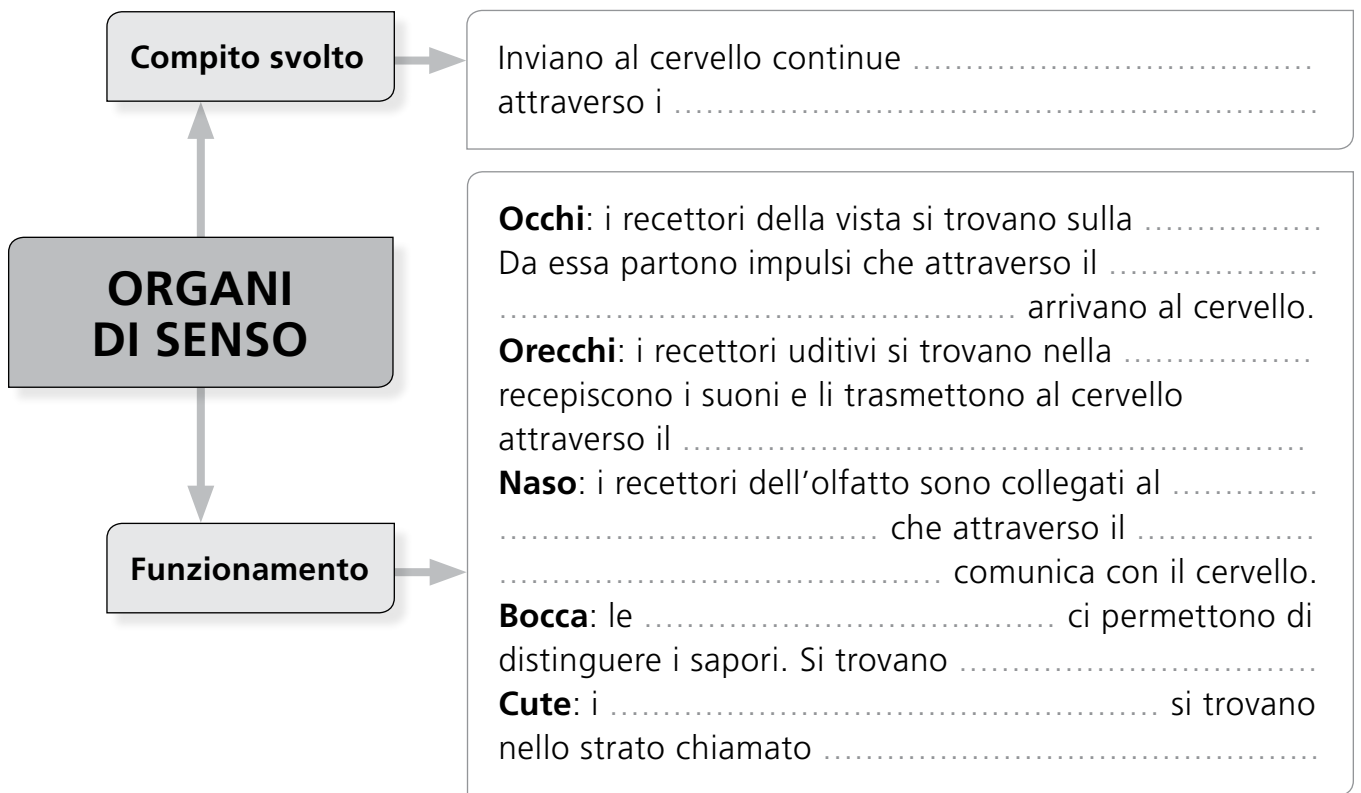 Compito svolto
Inviano al cervello continue ......................................
attraverso i .............................................................
ORGANI
DI SENSO
Occhi: i recettori della vista si trovano sulla .................
Da essa partono impulsi che attraverso il ....................
................................................. arrivano al cervello.
Orecchi: i recettori uditivi si trovano nella ..................
recepiscono i suoni e li trasmettono al cervello
attraverso il ...........................................................
Naso: i recettori dell'olfatto sono collegati al ..............
.................................... che attraverso il .................
.......................................... comunica con il cervello.
Bocca: le ....................................... ci permettono di
distinguere i sapori. Si trovano ..................................
Cute: i .................................................... si trovano
nello strato chiamato ...............................................
Funzionamento